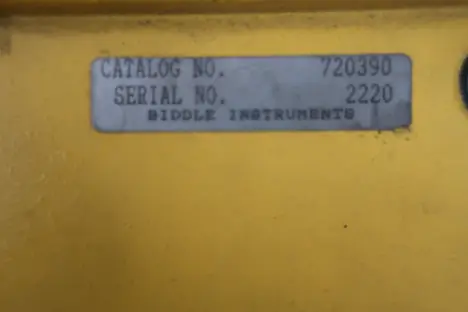 CATALOG NO. 720390
SERIAL NO. 2220
BIDDLE INSTRUMENTS